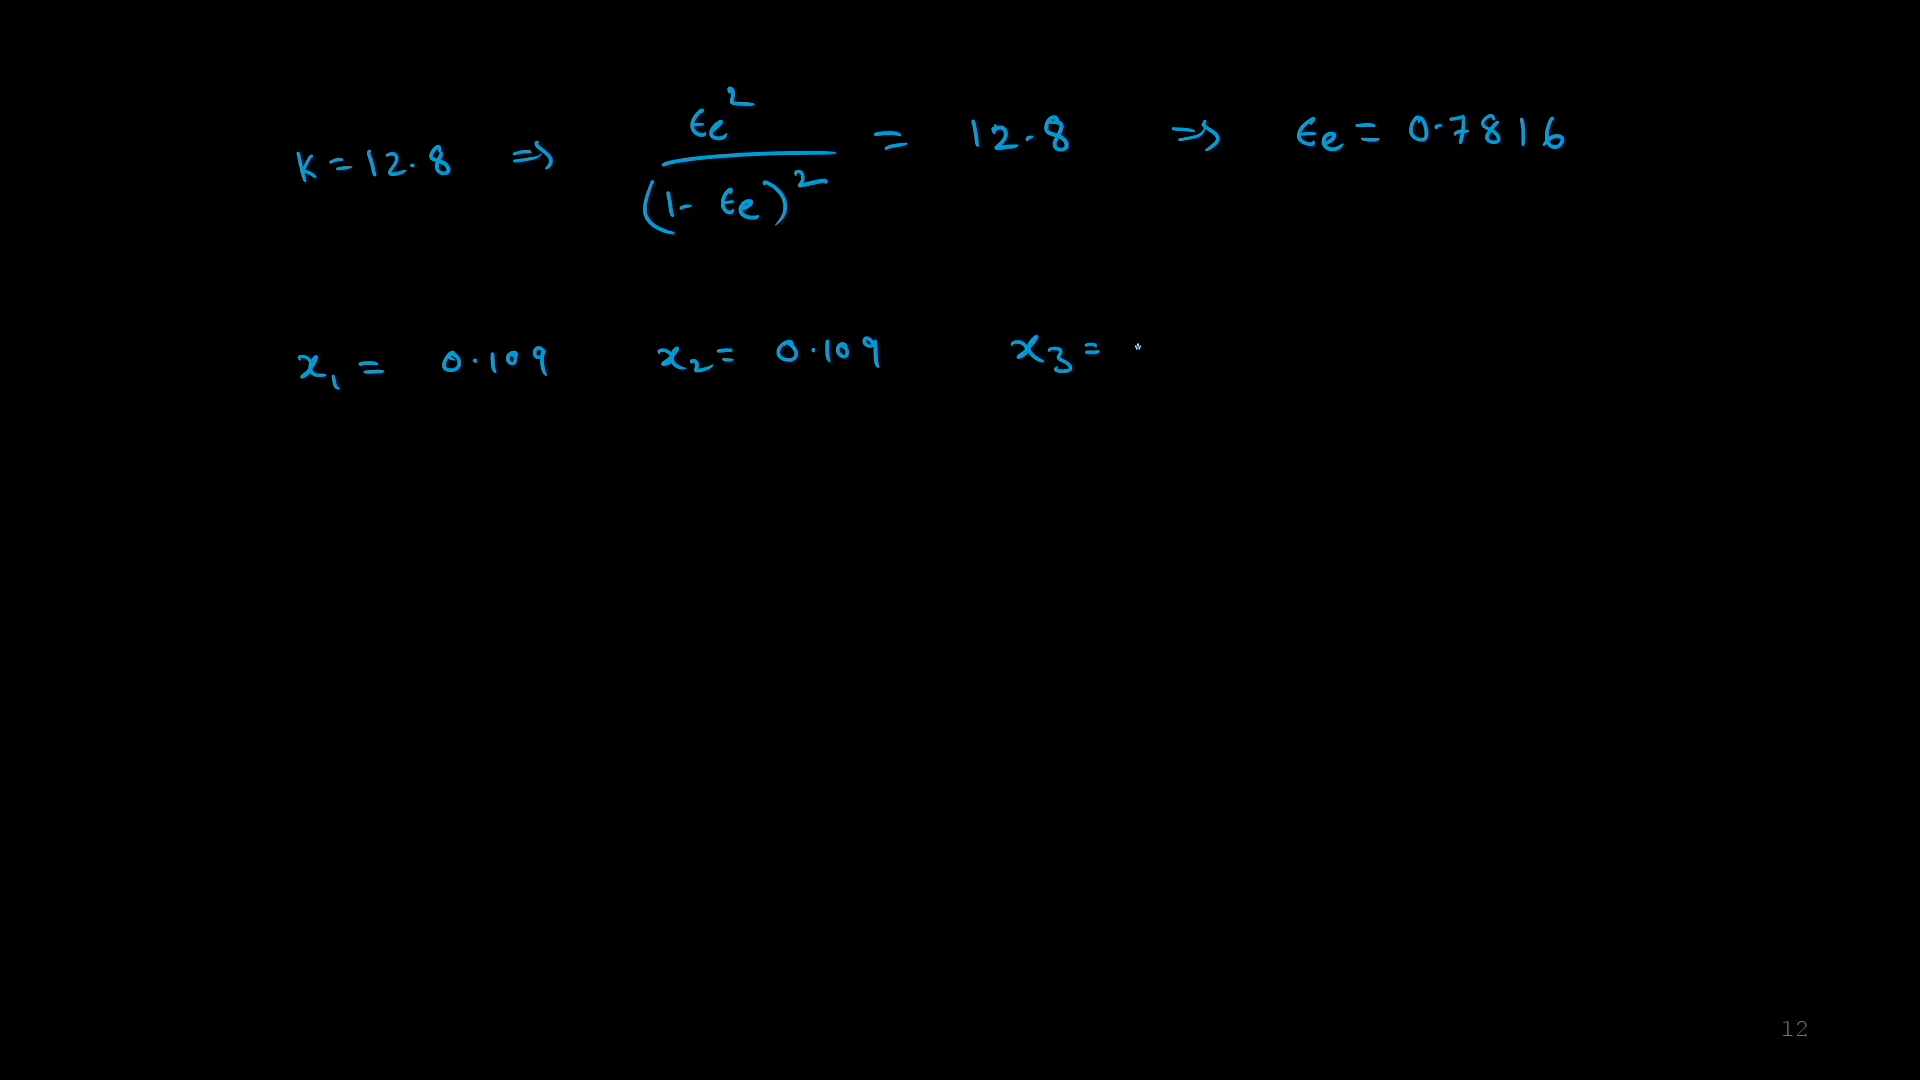 K = 12.8 ⇒ ϵe² / (1 - ϵe)² = 12.8 ⇒ ϵe = 0.7816
x₁ = 0.109 x₂ = 0.109 x₃ =
12